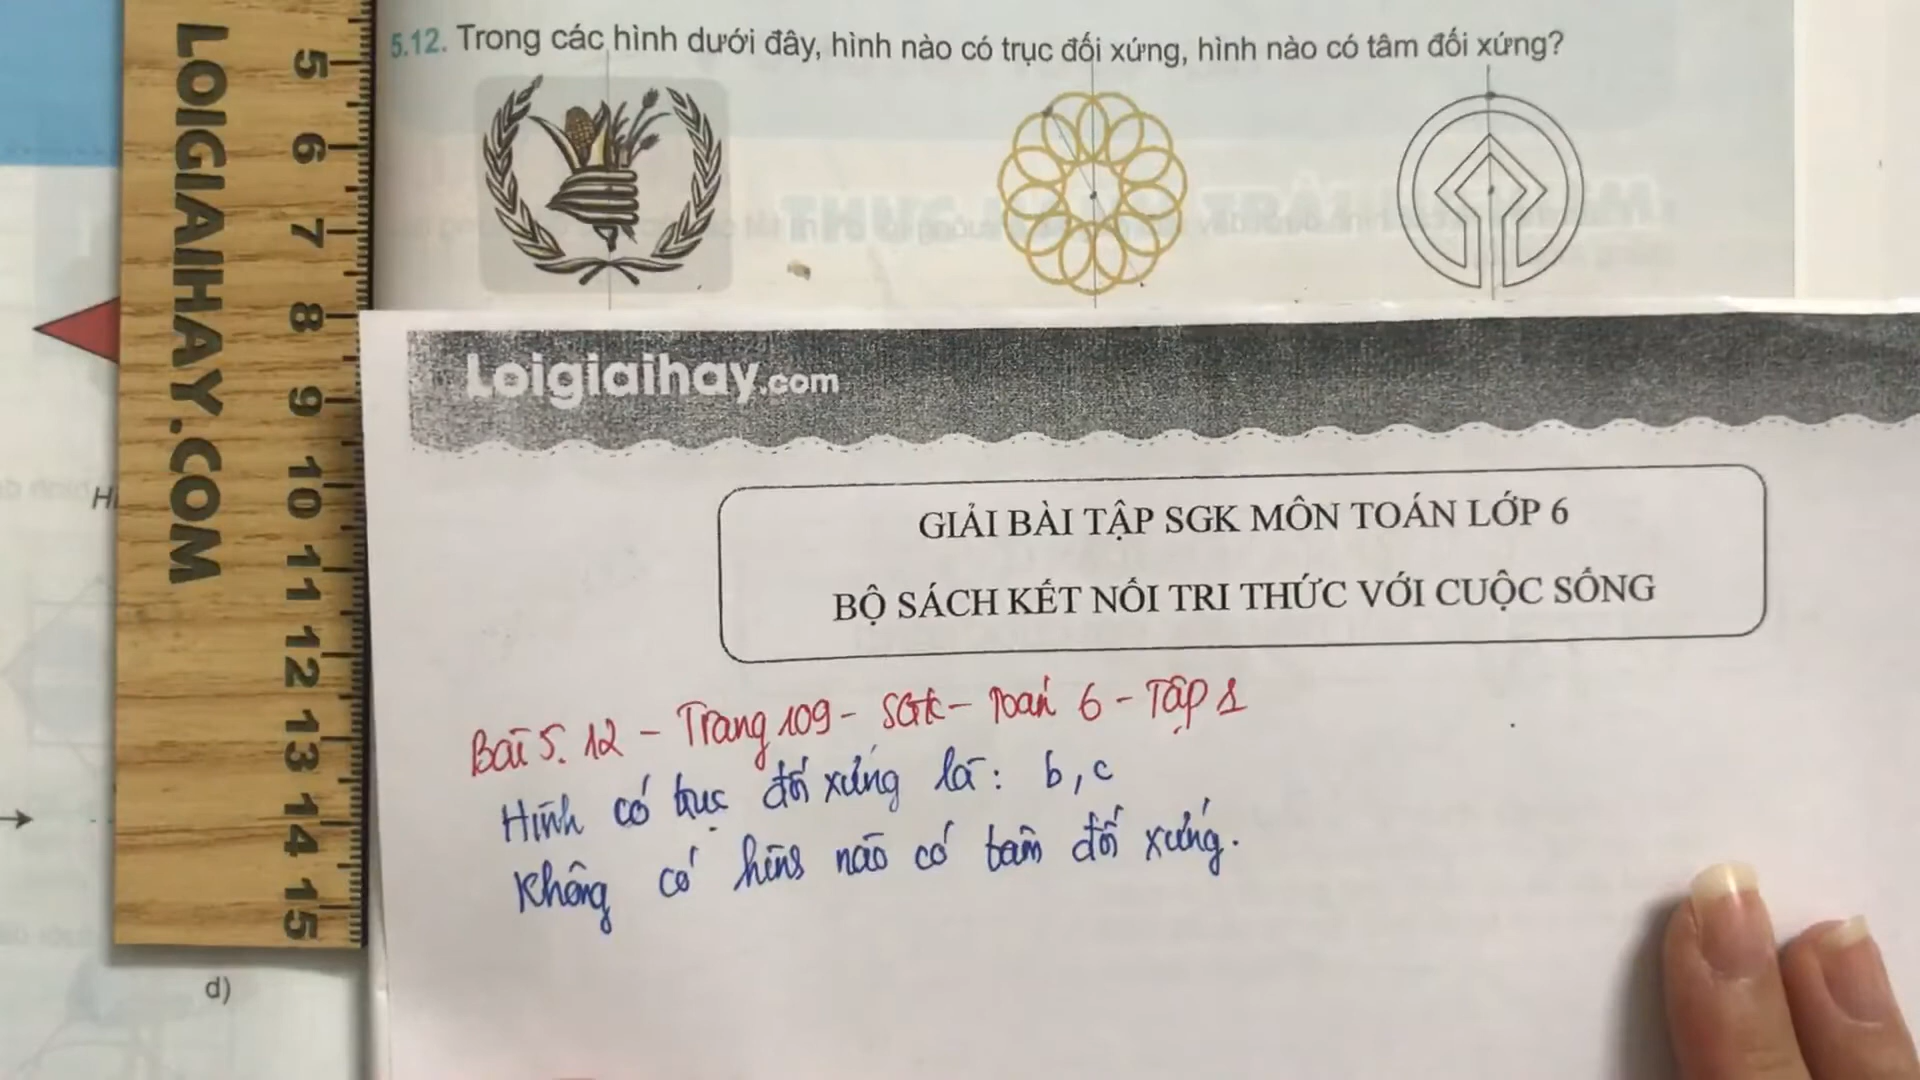 5.12. Trong các hình dưới đây, hình nào có trục đối xứng, hình nào có tâm đối xứng?
LOIGIAIHAY.COM
5
6
7
8
9
10
11
12
13
14
15
Loigiaihay.com
GIẢI BÀI TẬP SGK MÔN TOÁN LỚP 6
BỘ SÁCH KẾT NỐI TRI THỨC VỚI CUỘC SỐNG
Bài 5.12 - Trang 109 - SGK - Toán 6 - Tập 1
Hình có trục đối xứng là: b, c
Không có hình nào có tâm đối xứng.
d)